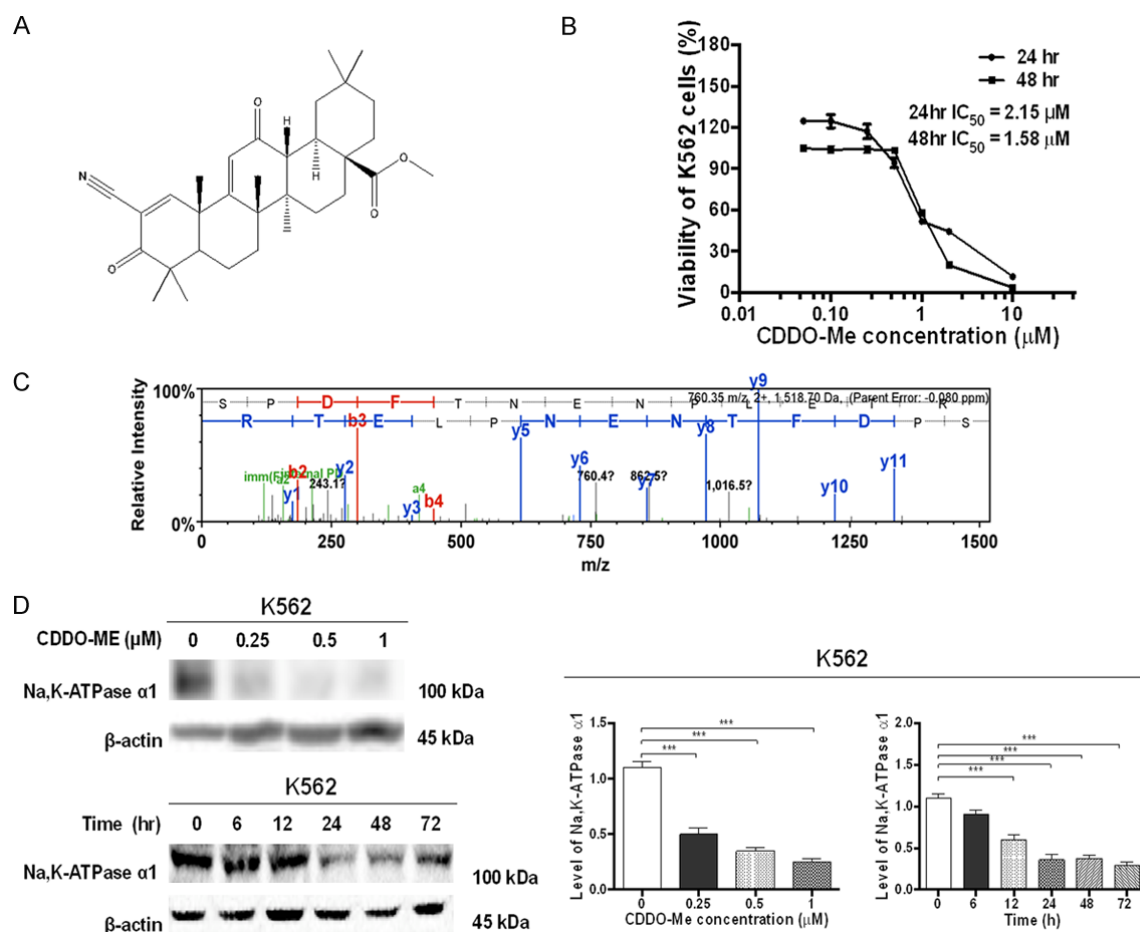 A
O
H
H
N
O
O
O
B
Viability of K562 cells (%)
180
150
120
90
60
30
0
0.01
0.10
1
10
24 hr
48 hr
24hr IC50 = 2.15 µM
48hr IC50 = 1.58 µM
CDDO-Me concentration (µM)
C
Relative Intensity
100%
0%
S P D F T N E N P L E T R
760.35 m/z, 2+, 1,518.70 Da, (Parent Error: -0.080 ppm)
R T E L P N E N T F D P S
y9
b3
y5
y8
b2
y2
y6
y11
imm(F)
a2
243.1?
760.4?
862.5?
y7
1,016.5?
y1
a4
y3
b4
y10
0 250 500 750 1000 1250 1500
m/z
D
K562
CDDO-ME (µM) 0 0.25 0.5 1
Na,K-ATPase α1 100 kDa
β-actin 45 kDa
K562
Time (hr) 0 6 12 24 48 72
Na,K-ATPase α1 100 kDa
β-actin 45 kDa
K562
Level of Na,K-ATPase α1
1.5
1.0
0.5
0.0
***
***
***
0 0.25 0.5 1
CDDO-Me concentration (µM)
Level of Na,K-ATPase α1
2.0
1.5
1.0
0.5
0.0
***
***
***
***
0 6 12 24 48 72
Time (h)